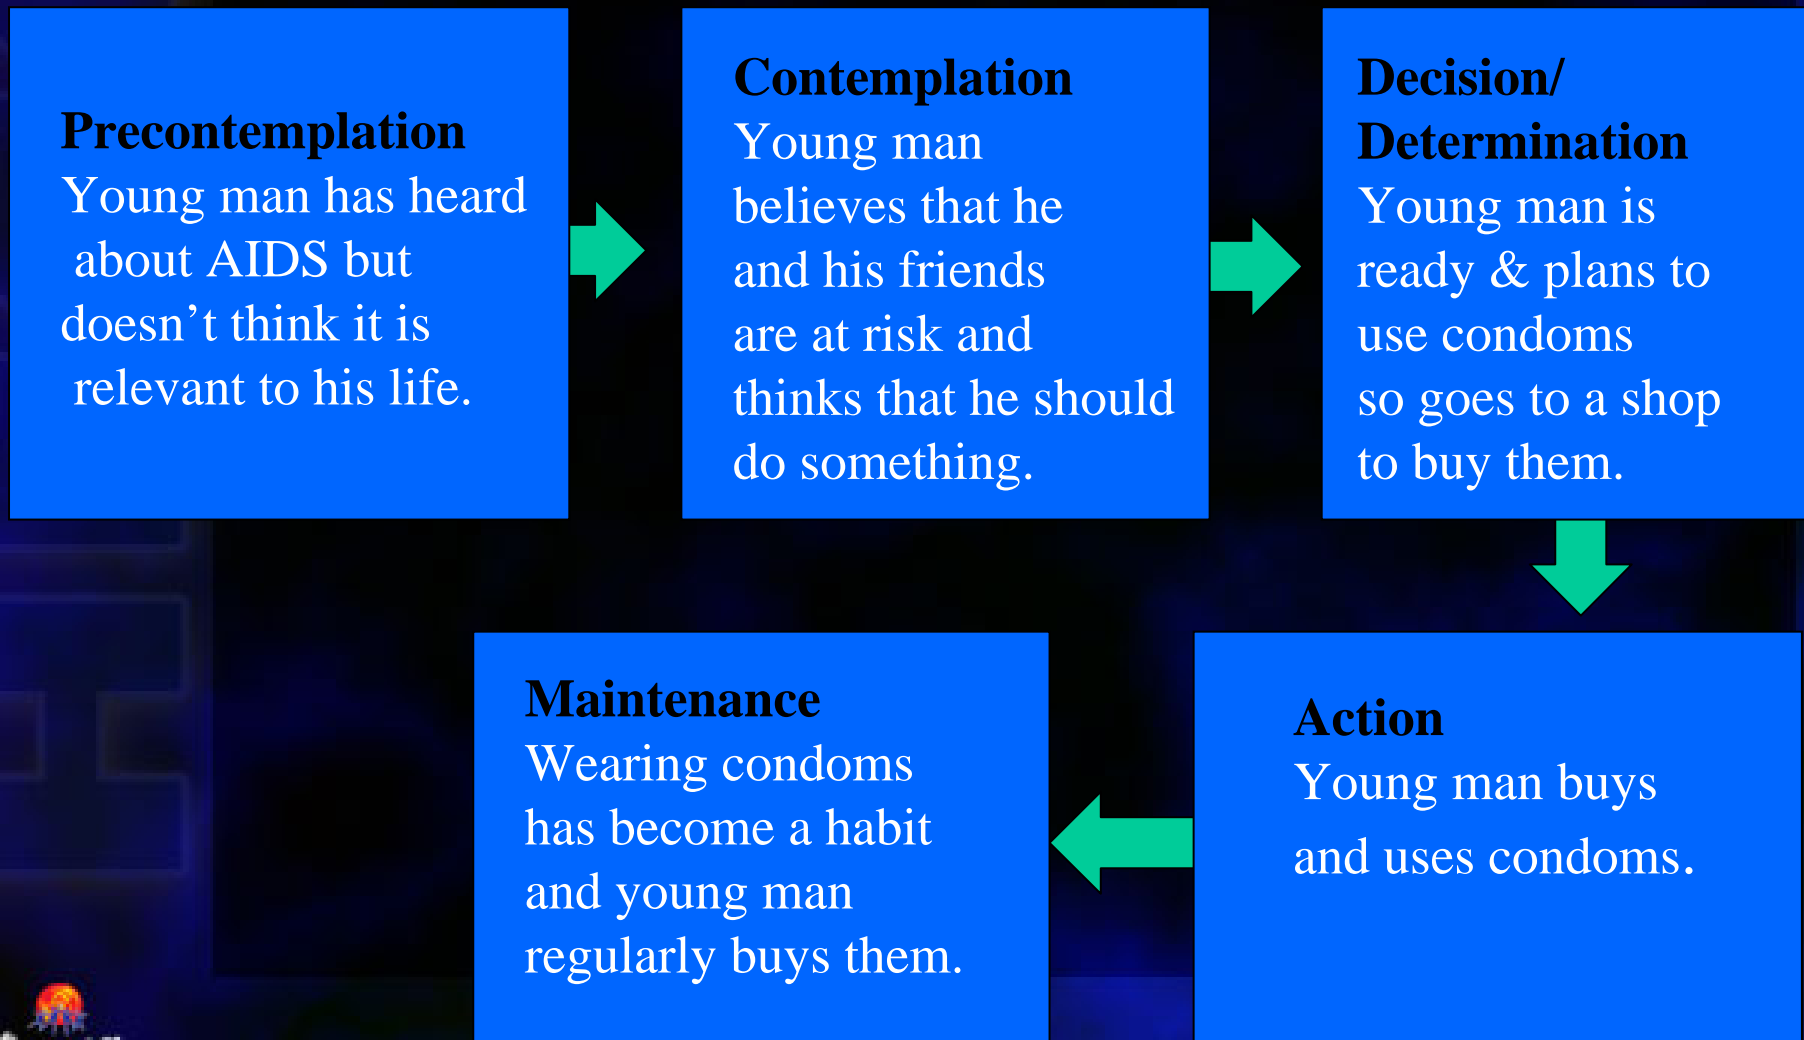 Precontemplation
Young man has heard
about AIDS but
doesn’t think it is
relevant to his life.
Contemplation
Young man
believes that he
and his friends
are at risk and
thinks that he should
do something.
Decision/
Determination
Young man is
ready & plans to
use condoms
so goes to a shop
to buy them.
Action
Young man buys
and uses condoms.
Maintenance
Wearing condoms
has become a habit
and young man
regularly buys them.